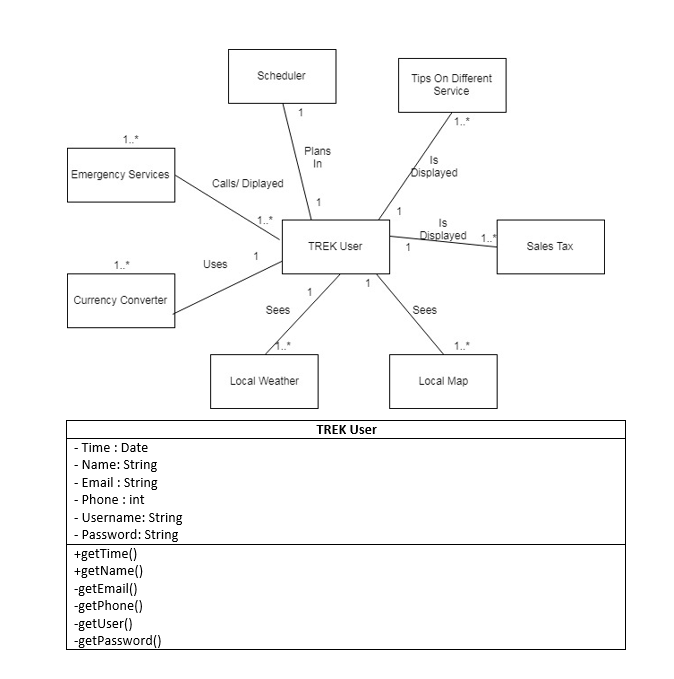 Scheduler
Tips On Different
Service
1
1..*
1..*
Plans
In
Is
Displayed
Emergency Services
Calls/ Diplayed
1
1
1..*
Is
Displayed
1..*
TREK User
Sales Tax
1
1
Uses
1..*
1
1
Currency Converter
Sees
Sees
1..*
1..*
Local Weather
Local Map
TREK User
- Time : Date
- Name: String
- Email : String
- Phone : int
- Username: String
- Password: String
+getTime()
+getName()
-getEmail()
-getPhone()
-getUser()
-getPassword()